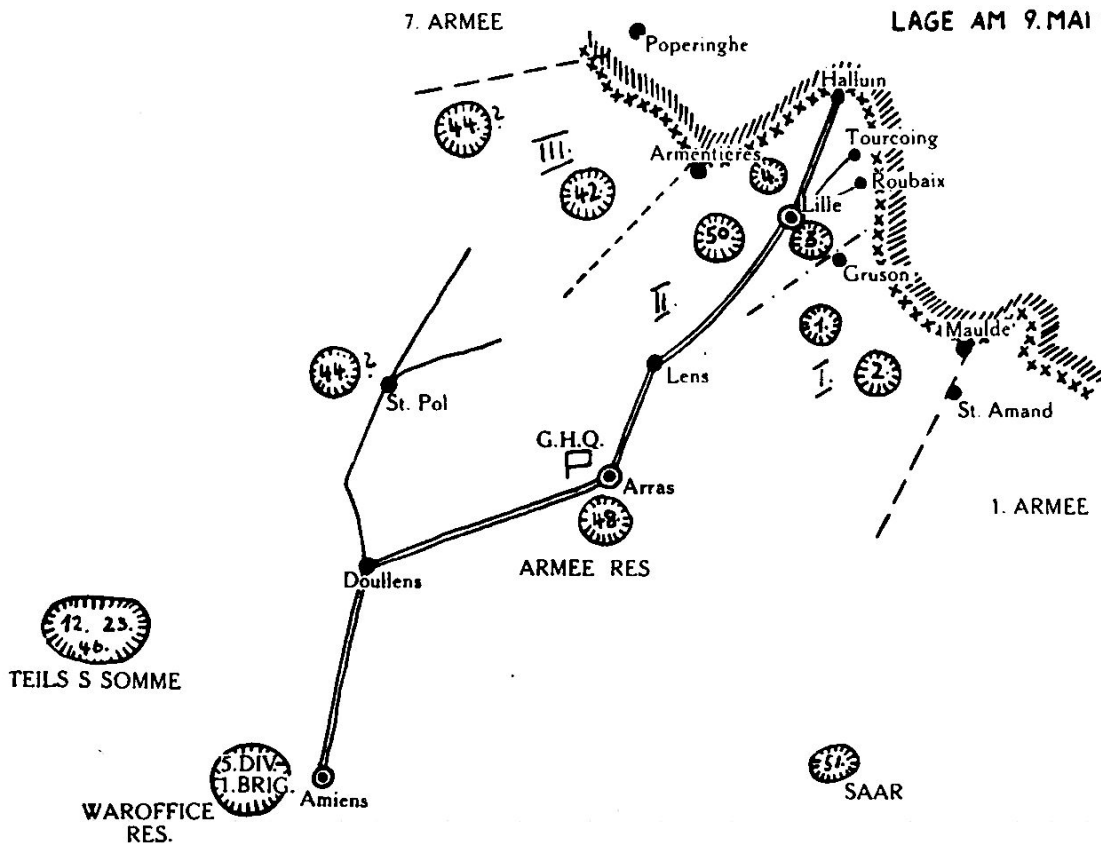 7. ARMEE
LAGE AM 9. MAI
Poperinghe
Halluin
44. ?
III.
Armentières
4.
Tourcoing
Roubaix
42.
Lille
50
3.
Gruson
II.
1.
Maulde
44. ?
Lens
I.
2.
St. Pol
St. Amand
G.H.Q.
Arras
48.
1. ARMEE
ARMEE RES
Doullens
12. 23.
46.
TEILS S SOMME
5. DIV.-
1. BRIG.
Amiens
51.
SAAR
WAROFFICE
RES.